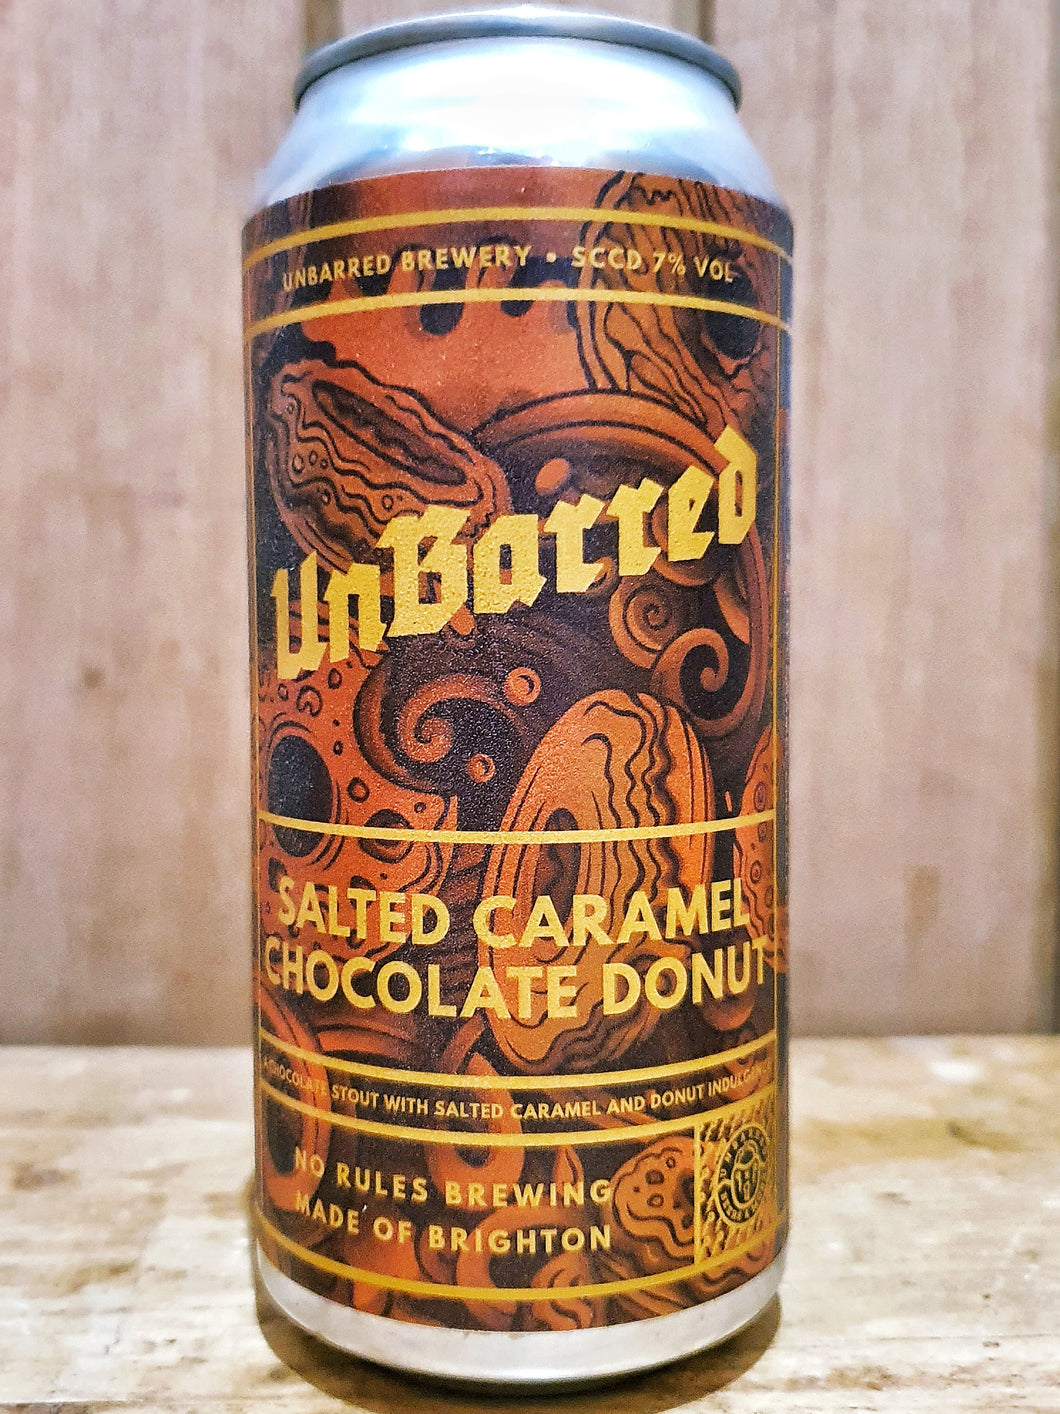 UNBARRED BREWERY • SCCD 7% VOL
UnBarred
SALTED CARAMEL
CHOCOLATE DONUT
CHOCOLATE STOUT WITH SALTED CARAMEL AND DONUT
NO RULES BREWING
MADE OF BRIGHTON